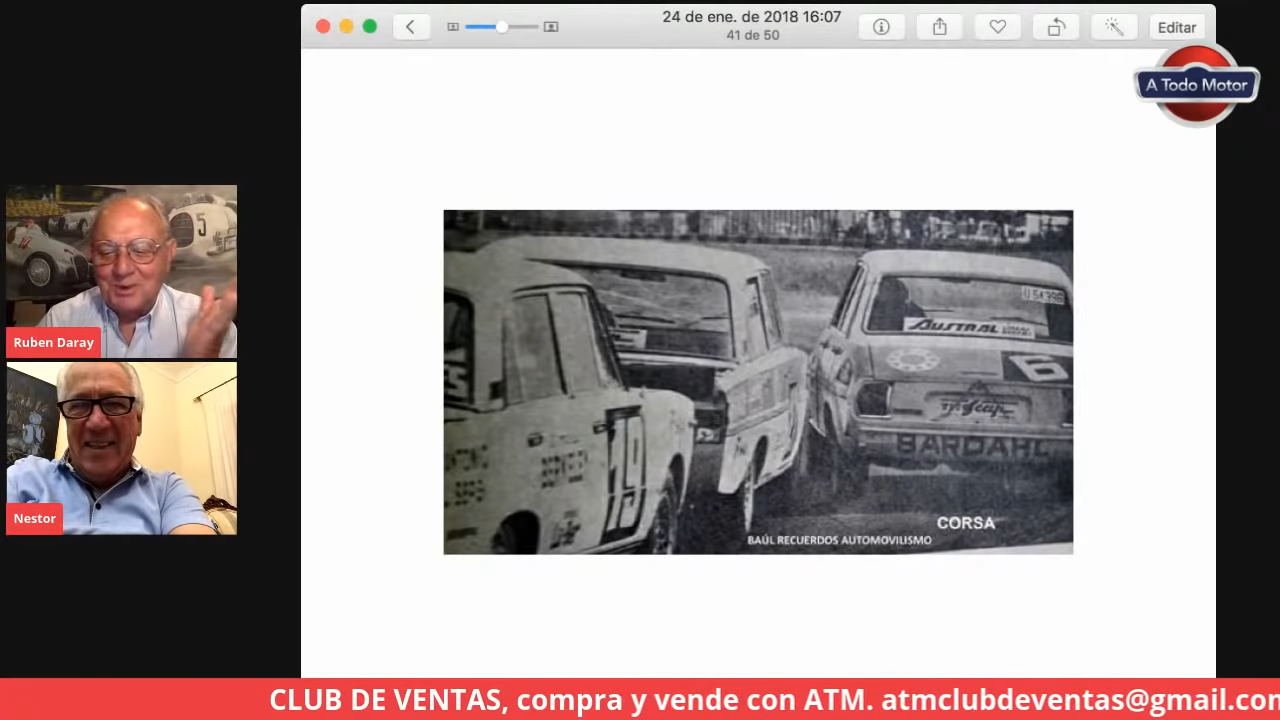 24 de ene. de 2018 16:07
41 de 50
Editar
A Todo Motor
5
Ruben Daray
Nestor
AUSTRAL
6
BARDAHL
CORSA
BAÚL RECUERDOS AUTOMOVILISMO
CLUB DE VENTAS, compra y vende con ATM. atmclubdeventas@gmail.con